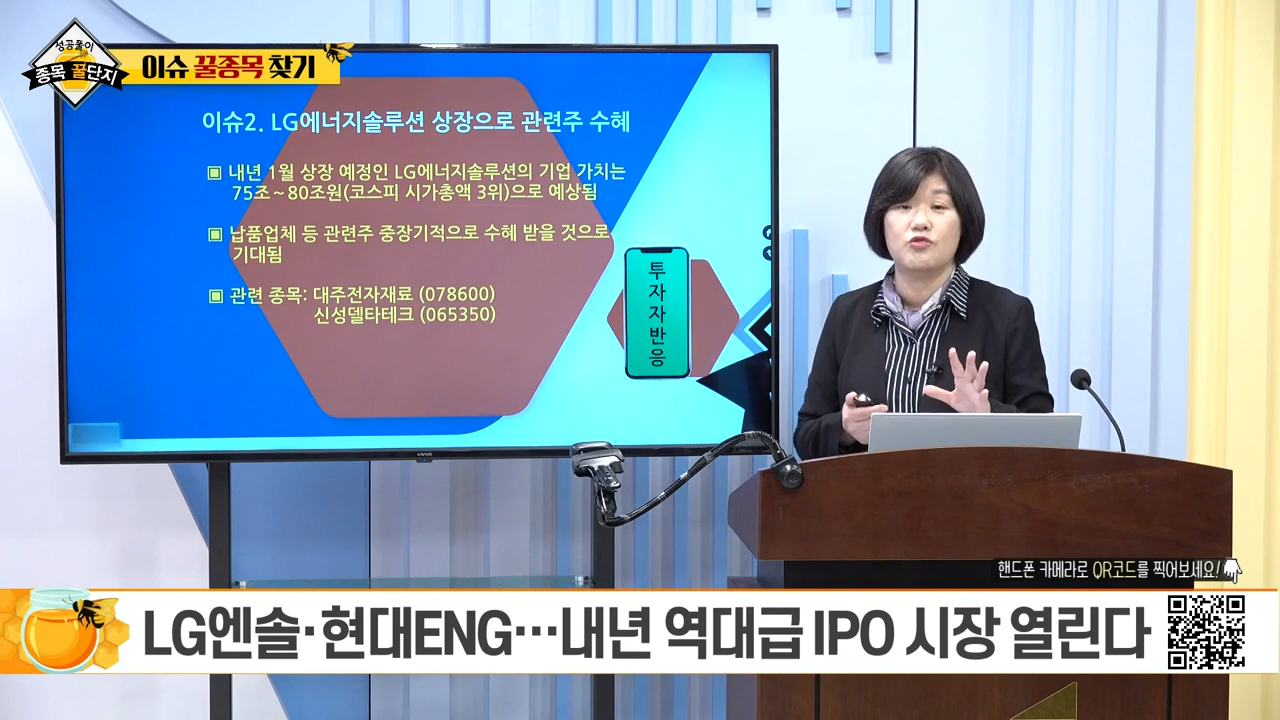 성공풀이
종목 꿀단지
이슈 꿀종목 찾기
이슈2. LG에너지솔루션 상장으로 관련주 수혜
▣ 내년 1월 상장 예정인 LG에너지솔루션의 기업 가치는
75조~80조원(코스피 시가총액 3위)으로 예상됨
▣ 납품업체 등 관련주 중장기적으로 수혜 받을 것으로
기대됨
▣ 관련 종목: 대주전자재료 (078600)
신성델타테크 (065350)
투
자
자
반
응
핸드폰 카메라로 QR코드를 찍어보세요!
LG엔솔·현대ENG…내년 역대급 IPO 시장 열린다